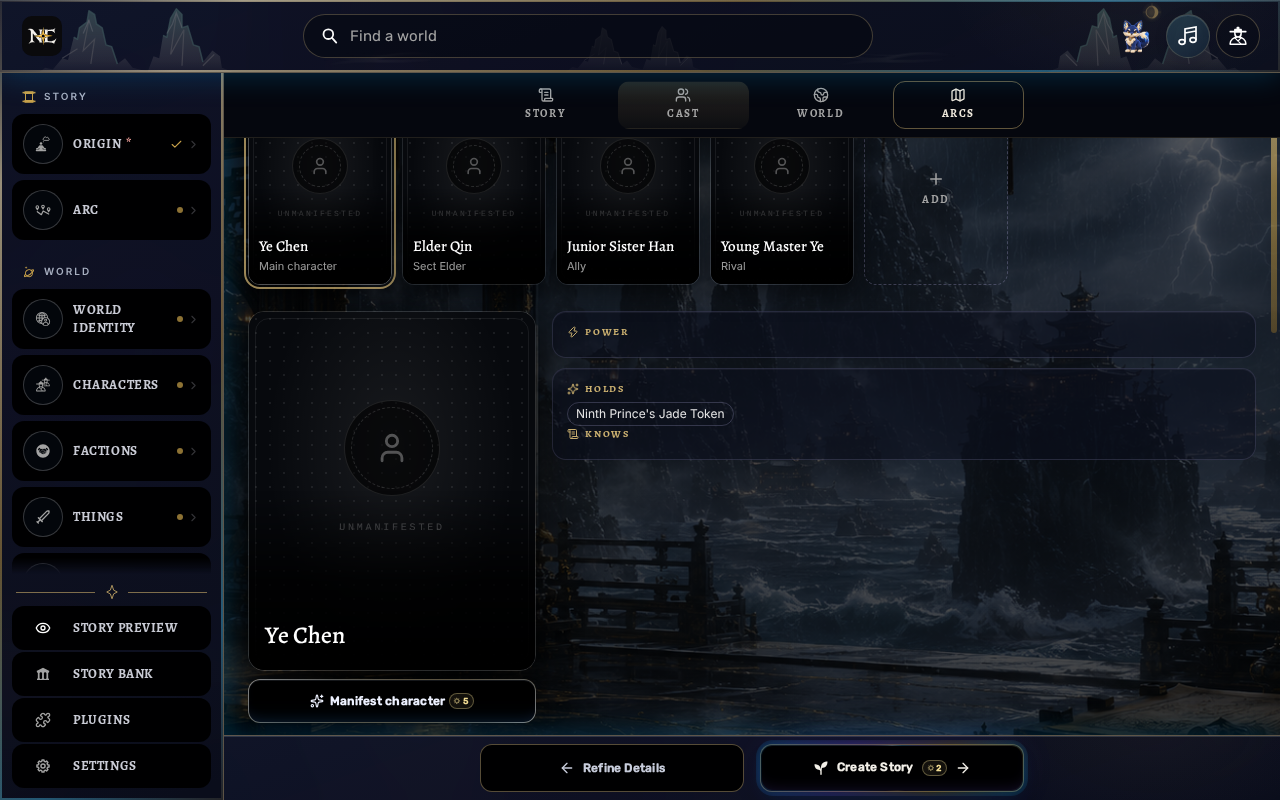 NE
Find a world
STORY
ORIGIN *
ARC
WORLD
WORLD
IDENTITY
CHARACTERS
FACTIONS
THINGS
STORY PREVIEW
STORY BANK
PLUGINS
SETTINGS
STORY
CAST
WORLD
ARCS
UNMANIFESTED
Ye Chen
Main character
UNMANIFESTED
Elder Qin
Sect Elder
UNMANIFESTED
Junior Sister Han
Ally
UNMANIFESTED
Young Master Ye
Rival
ADD
UNMANIFESTED
Ye Chen
Manifest character 5
POWER
HOLDS
Ninth Prince's Jade Token
KNOWS
Refine Details
Create Story 2